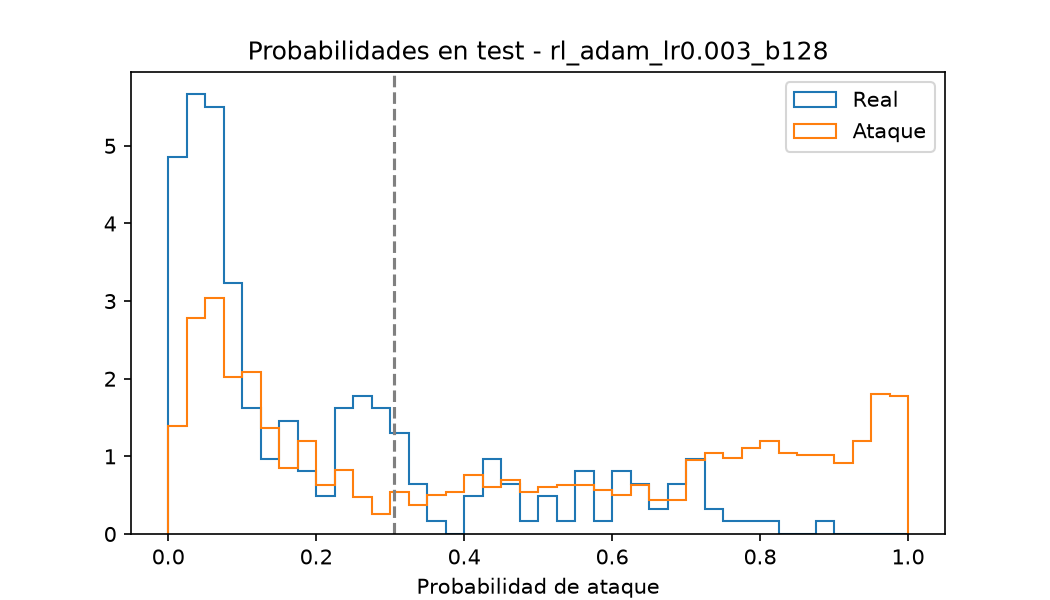 Probabilidades en test - rl_adam_lr0.003_b128
Real
Ataque
5
4
3
2
1
0
0.0 0.2 0.4 0.6 0.8 1.0
Probabilidad de ataque